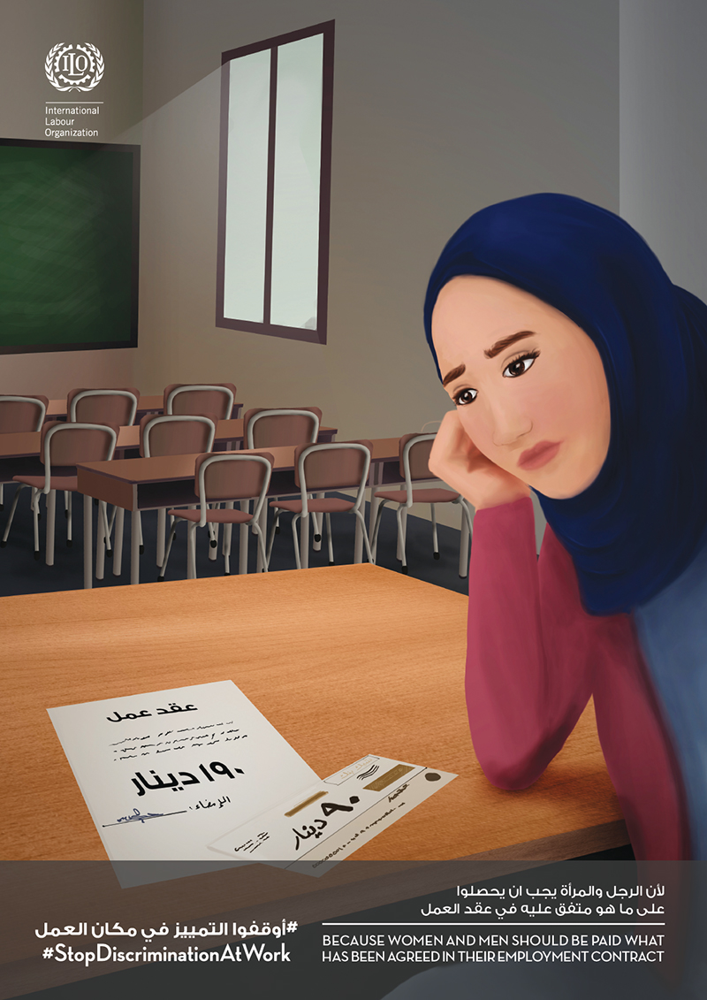 ILO
International
Labour
Organization
عقد عمل
١٩٠ دينار
الإمضاء:
٩٠ دينار
لأن الرجل والمرأة يجب ان يحصلوا
على ما هو متفق عليه في عقد العمل
#أوقفوا التمييز في مكان العمل
#StopDiscriminationAtWork
BECAUSE WOMEN AND MEN SHOULD BE PAID WHAT
HAS BEEN AGREED IN THEIR EMPLOYMENT CONTRACT